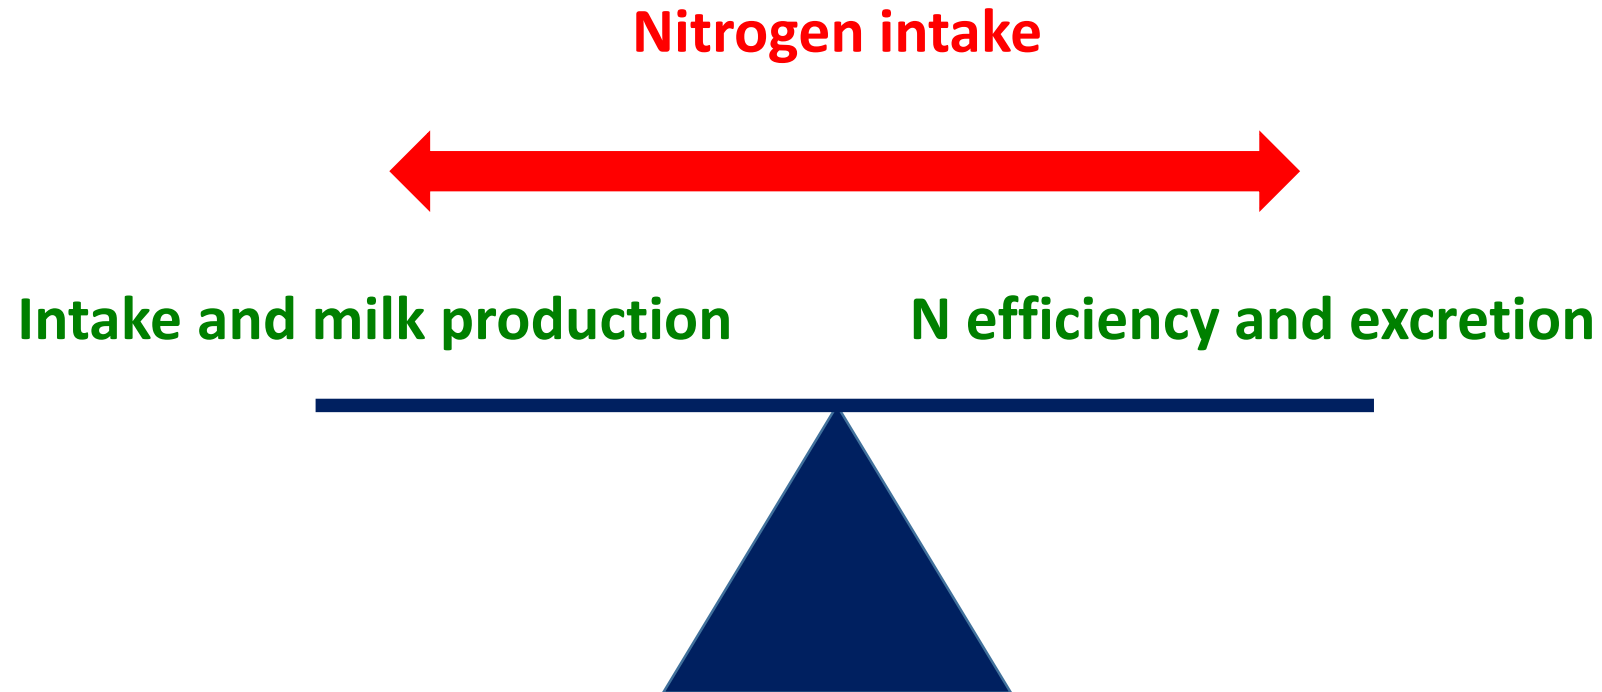 Nitrogen intake
Intake and milk production
N efficiency and excretion